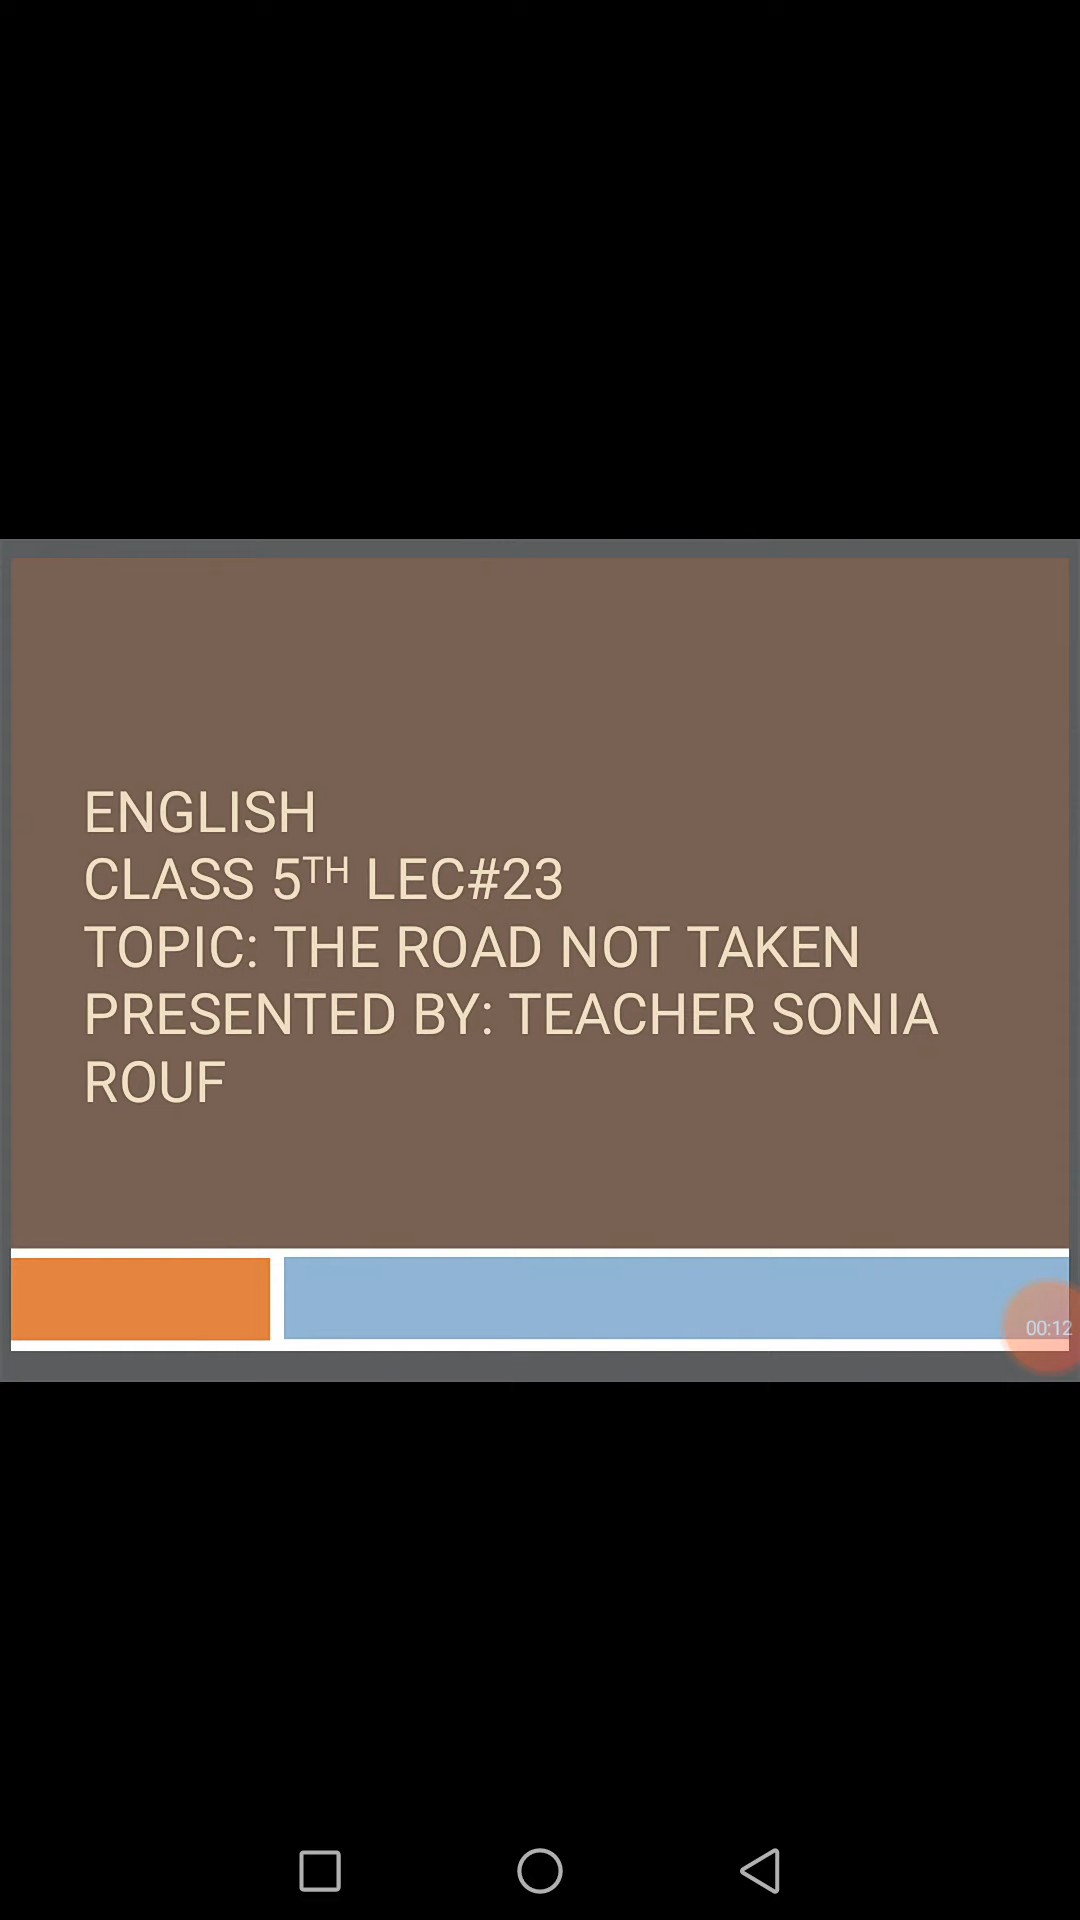 ENGLISH
CLASS 5TH LEC#23
TOPIC: THE ROAD NOT TAKEN
PRESENTED BY: TEACHER SONIA
ROUF
00:12